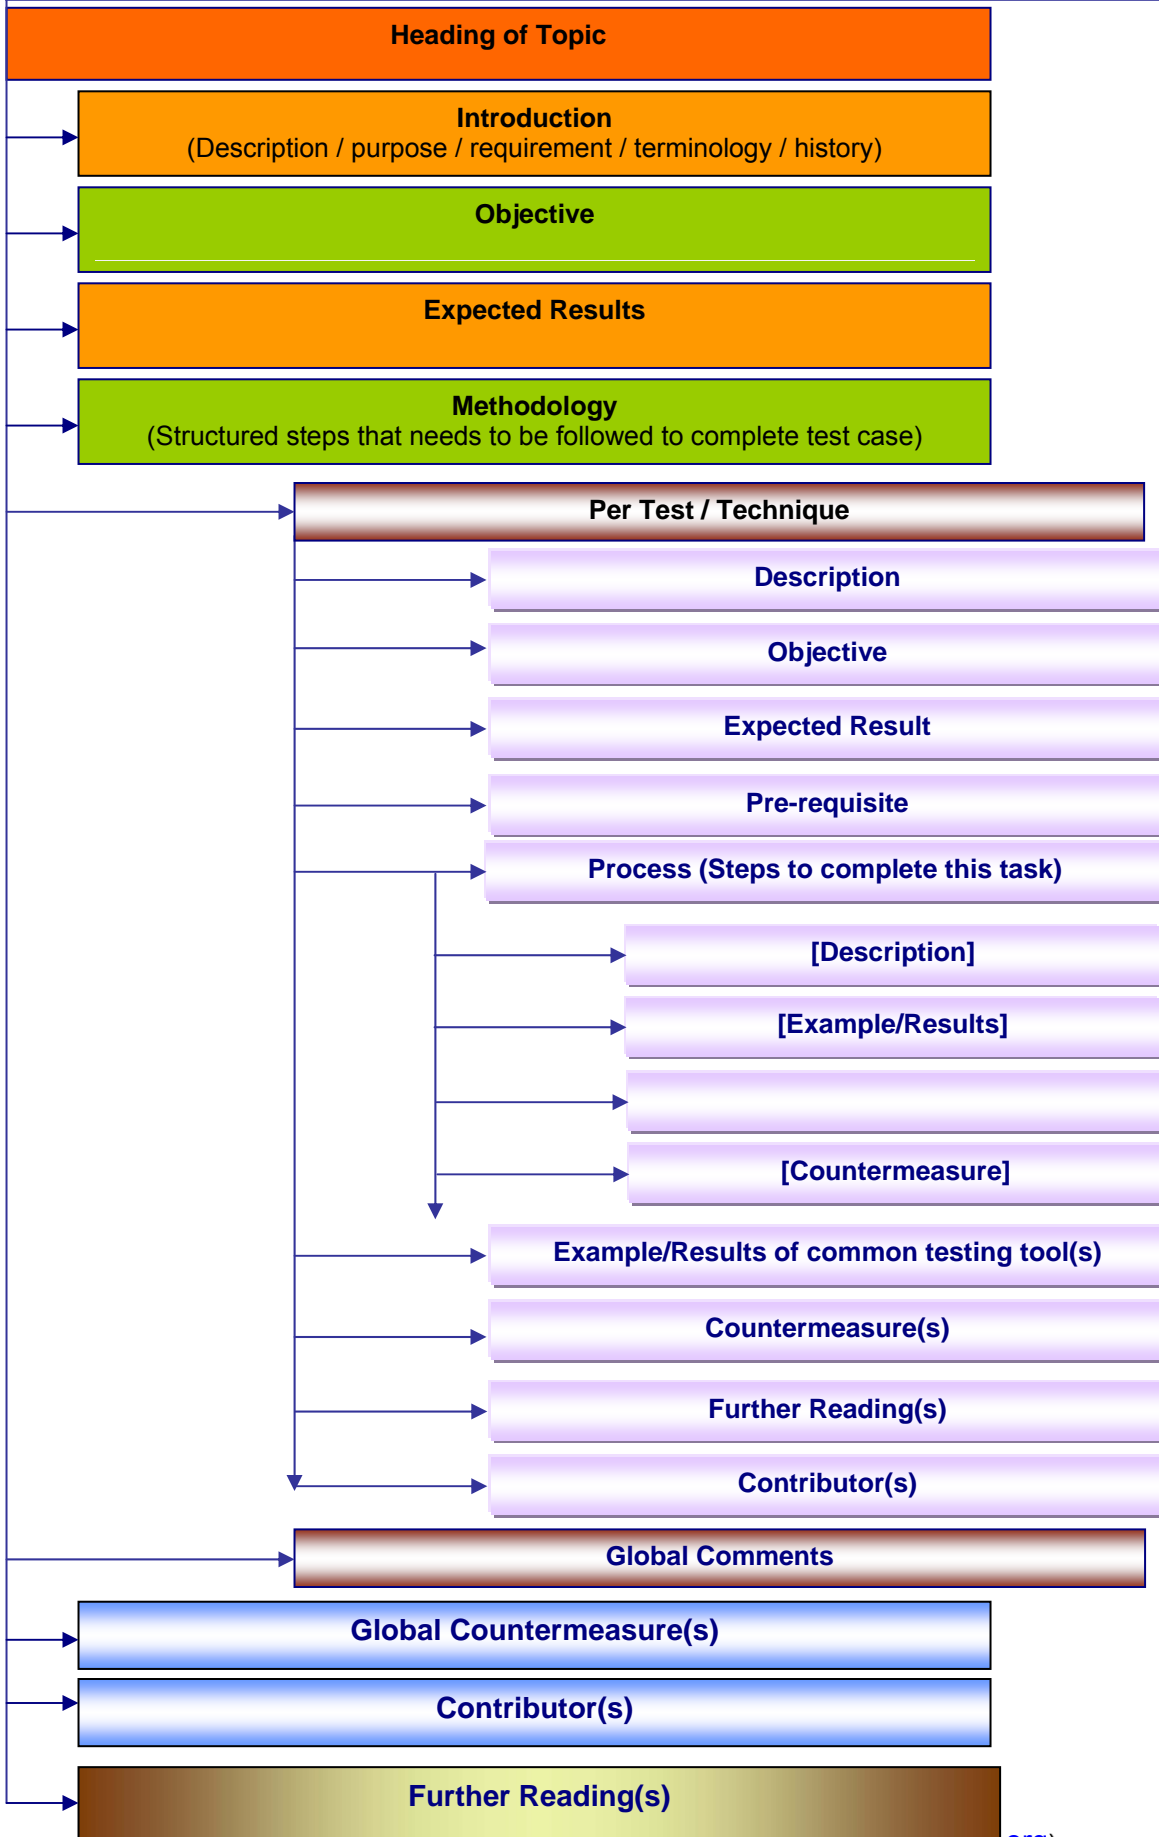 Heading of Topic
Introduction
(Description / purpose / requirement / terminology / history)
Objective
Expected Results
Methodology
(Structured steps that needs to be followed to complete test case)
Per Test / Technique
Description
Objective
Expected Result
Pre-requisite
Process (Steps to complete this task)
[Description]
[Example/Results]
[Countermeasure]
Example/Results of common testing tool(s)
Countermeasure(s)
Further Reading(s)
Contributor(s)
Global Comments
Global Countermeasure(s)
Contributor(s)
Further Reading(s)
org)